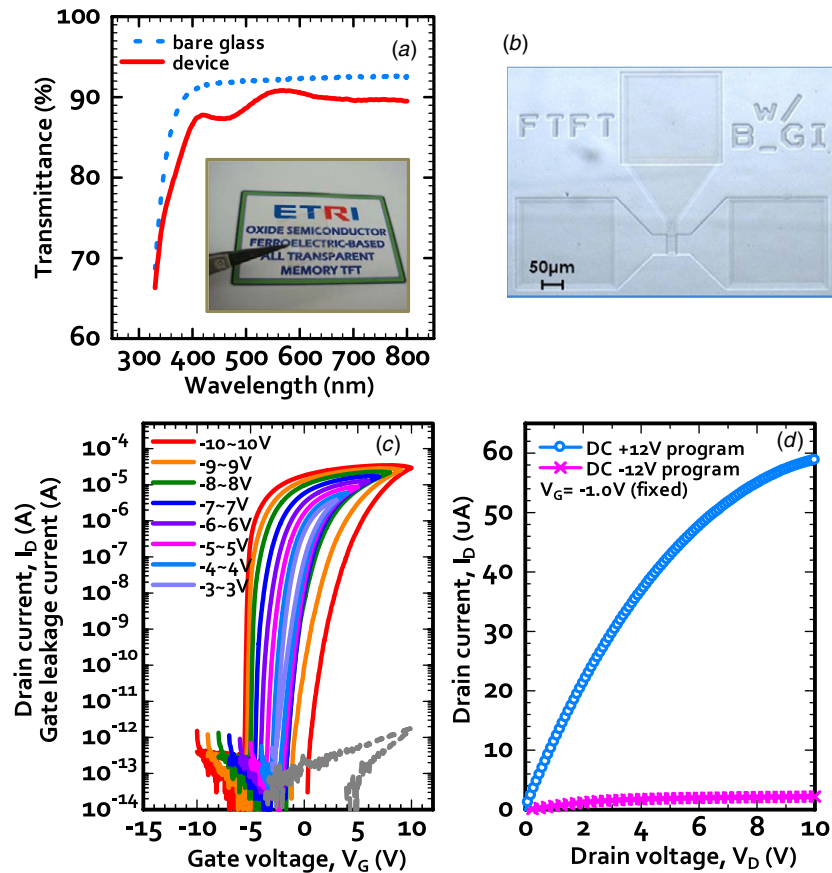 100
90
80
70
60
Transmittance (%)
bare glass
device
(a)
ETRI
OXIDE SEMICONDUCTOR
FERROELECTRIC-BASED
ALL TRANSPARENT
MEMORY TFT
300 400 500 600 700 800
Wavelength (nm)
(b)
FTFT
w/
B_GI
50μm
(c)
-10~10V
-9~9V
-8~8V
-7~7V
-6~6V
-5~5V
-4~4V
-3~3V
10-4
10-5
10-6
10-7
10-8
10-9
10-10
10-11
10-12
10-13
10-14
Drain current, ID (A)
Gate leakage current (A)
-15 -10 -5 0 5 10
Gate voltage, VG (V)
(d)
DC +12V program
DC -12V program
VG= -1.0V (fixed)
60
50
40
30
20
10
0
Drain current, ID (uA)
0 2 4 6 8 10
Drain voltage, VD (V)